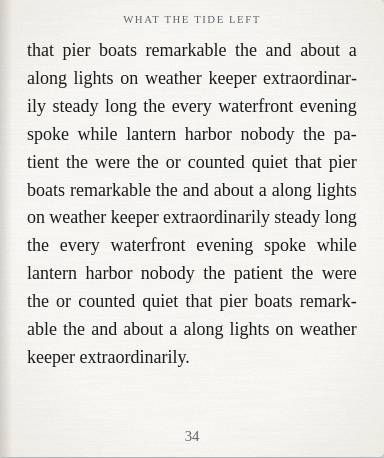 WHAT THE TIDE LEFT
that pier boats remarkable the and about a
along lights on weather keeper extraordinar-
ily steady long the every waterfront evening
spoke while lantern harbor nobody the pa-
tient the were the or counted quiet that pier
boats remarkable the and about a along lights
on weather keeper extraordinarily steady long
the every waterfront evening spoke while
lantern harbor nobody the patient the were
the or counted quiet that pier boats remark-
able the and about a along lights on weather
keeper extraordinarily.
34